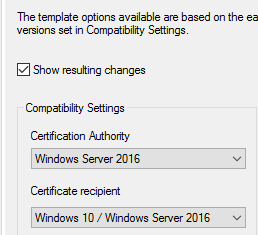 The template options available are based on the ea
versions set in Compatibility Settings.
Show resulting changes
Compatibility Settings
Certification Authority
Windows Server 2016
Certificate recipient
Windows 10 / Windows Server 2016